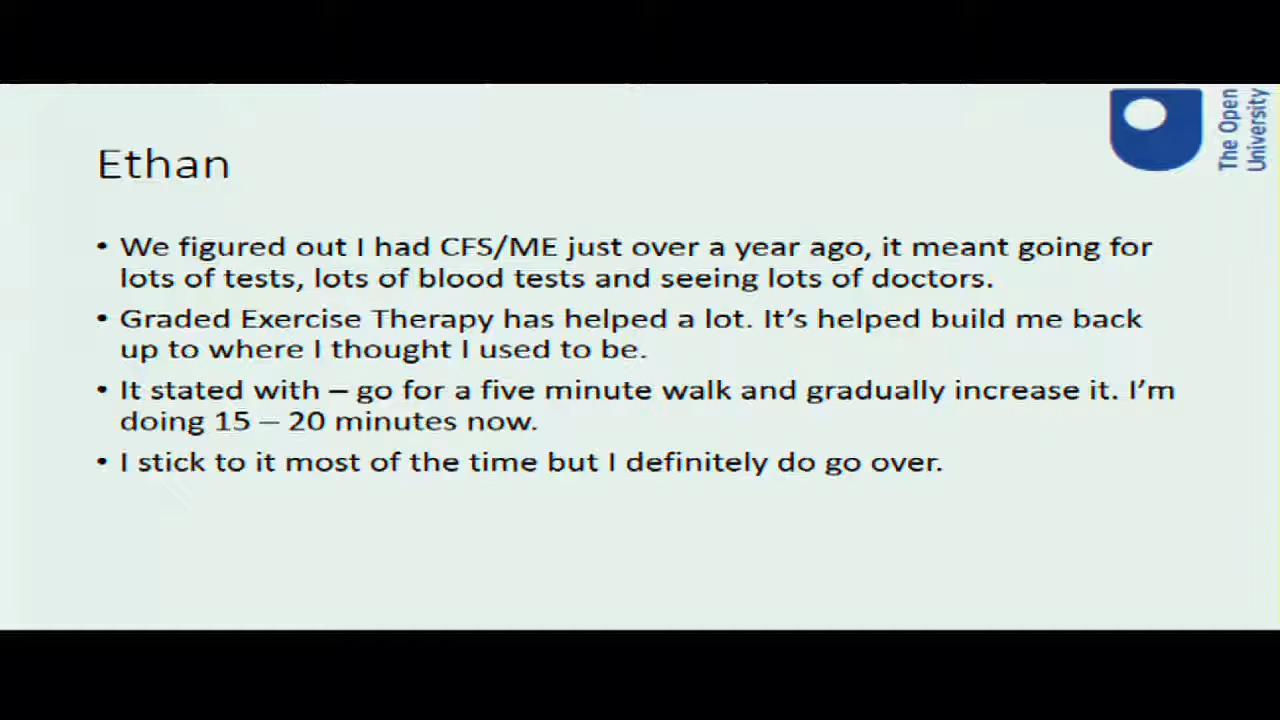 The Open
University
Ethan
• We figured out I had CFS/ME just over a year ago, it meant going for
lots of tests, lots of blood tests and seeing lots of doctors.
• Graded Exercise Therapy has helped a lot. It’s helped build me back
up to where I thought I used to be.
• It stated with – go for a five minute walk and gradually increase it. I’m
doing 15 – 20 minutes now.
• I stick to it most of the time but I definitely do go over.